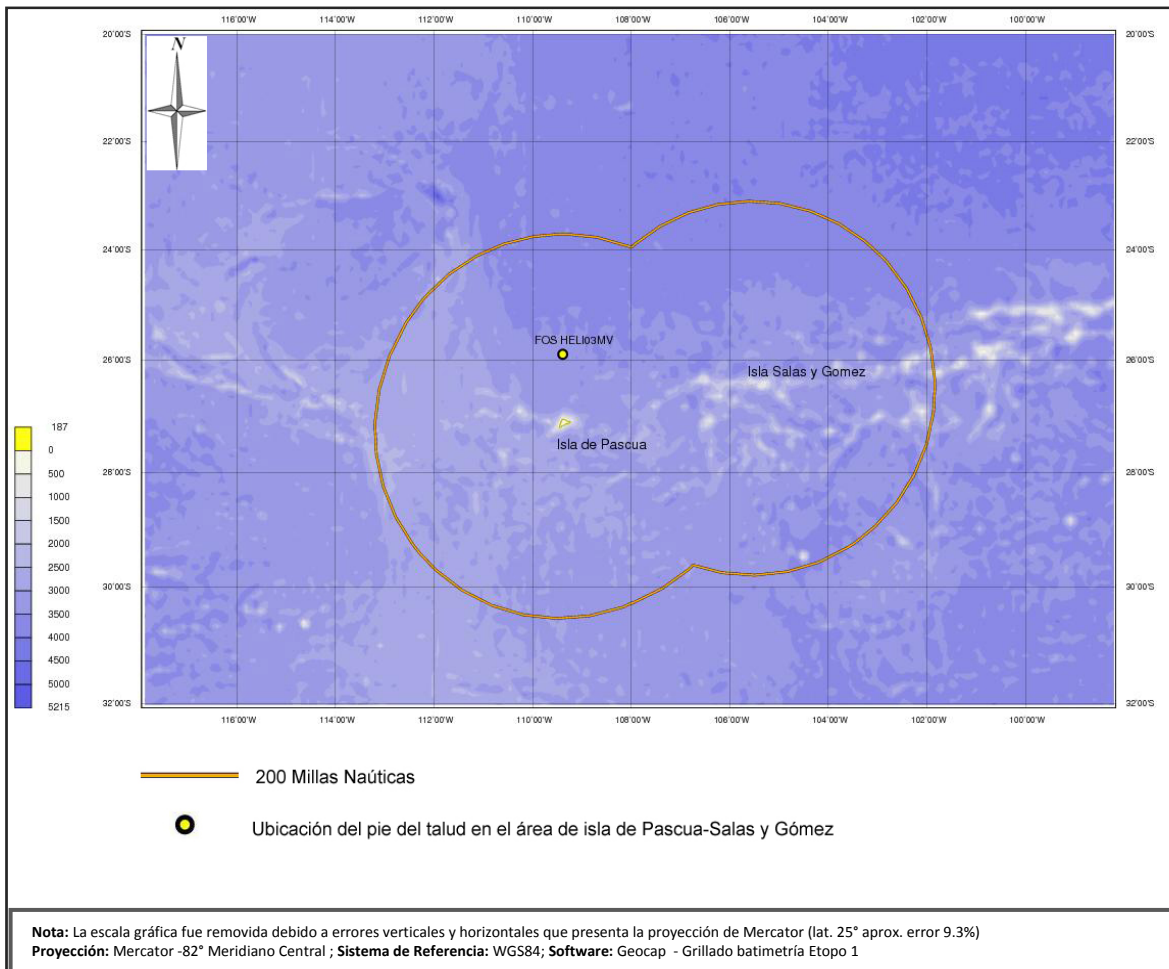 116°00'W 114°00'W 112°00'W 110°00'W 108°00'W 106°00'W 104°00'W 102°00'W 100°00'W
20°00'S 20°00'S
N
22°00'S 22°00'S
24°00'S 24°00'S
FOS HELI03MV
26°00'S 26°00'S
Isla Salas y Gomez
Isla de Pascua
28°00'S 28°00'S
30°00'S 30°00'S
32°00'S 32°00'S
187
0
500
1000
1500
2000
2500
3000
3500
4000
4500
5000
5215
116°00'W 114°00'W 112°00'W 110°00'W 108°00'W 106°00'W 104°00'W 102°00'W 100°00'W
200 Millas Naúticas
Ubicación del pie del talud en el área de isla de Pascua-Salas y Gómez
Nota: La escala gráfica fue removida debido a errores verticales y horizontales que presenta la proyección de Mercator (lat. 25° aprox. error 9.3%)
Proyección: Mercator -82° Meridiano Central ; Sistema de Referencia: WGS84; Software: Geocap - Grillado batimetría Etopo 1